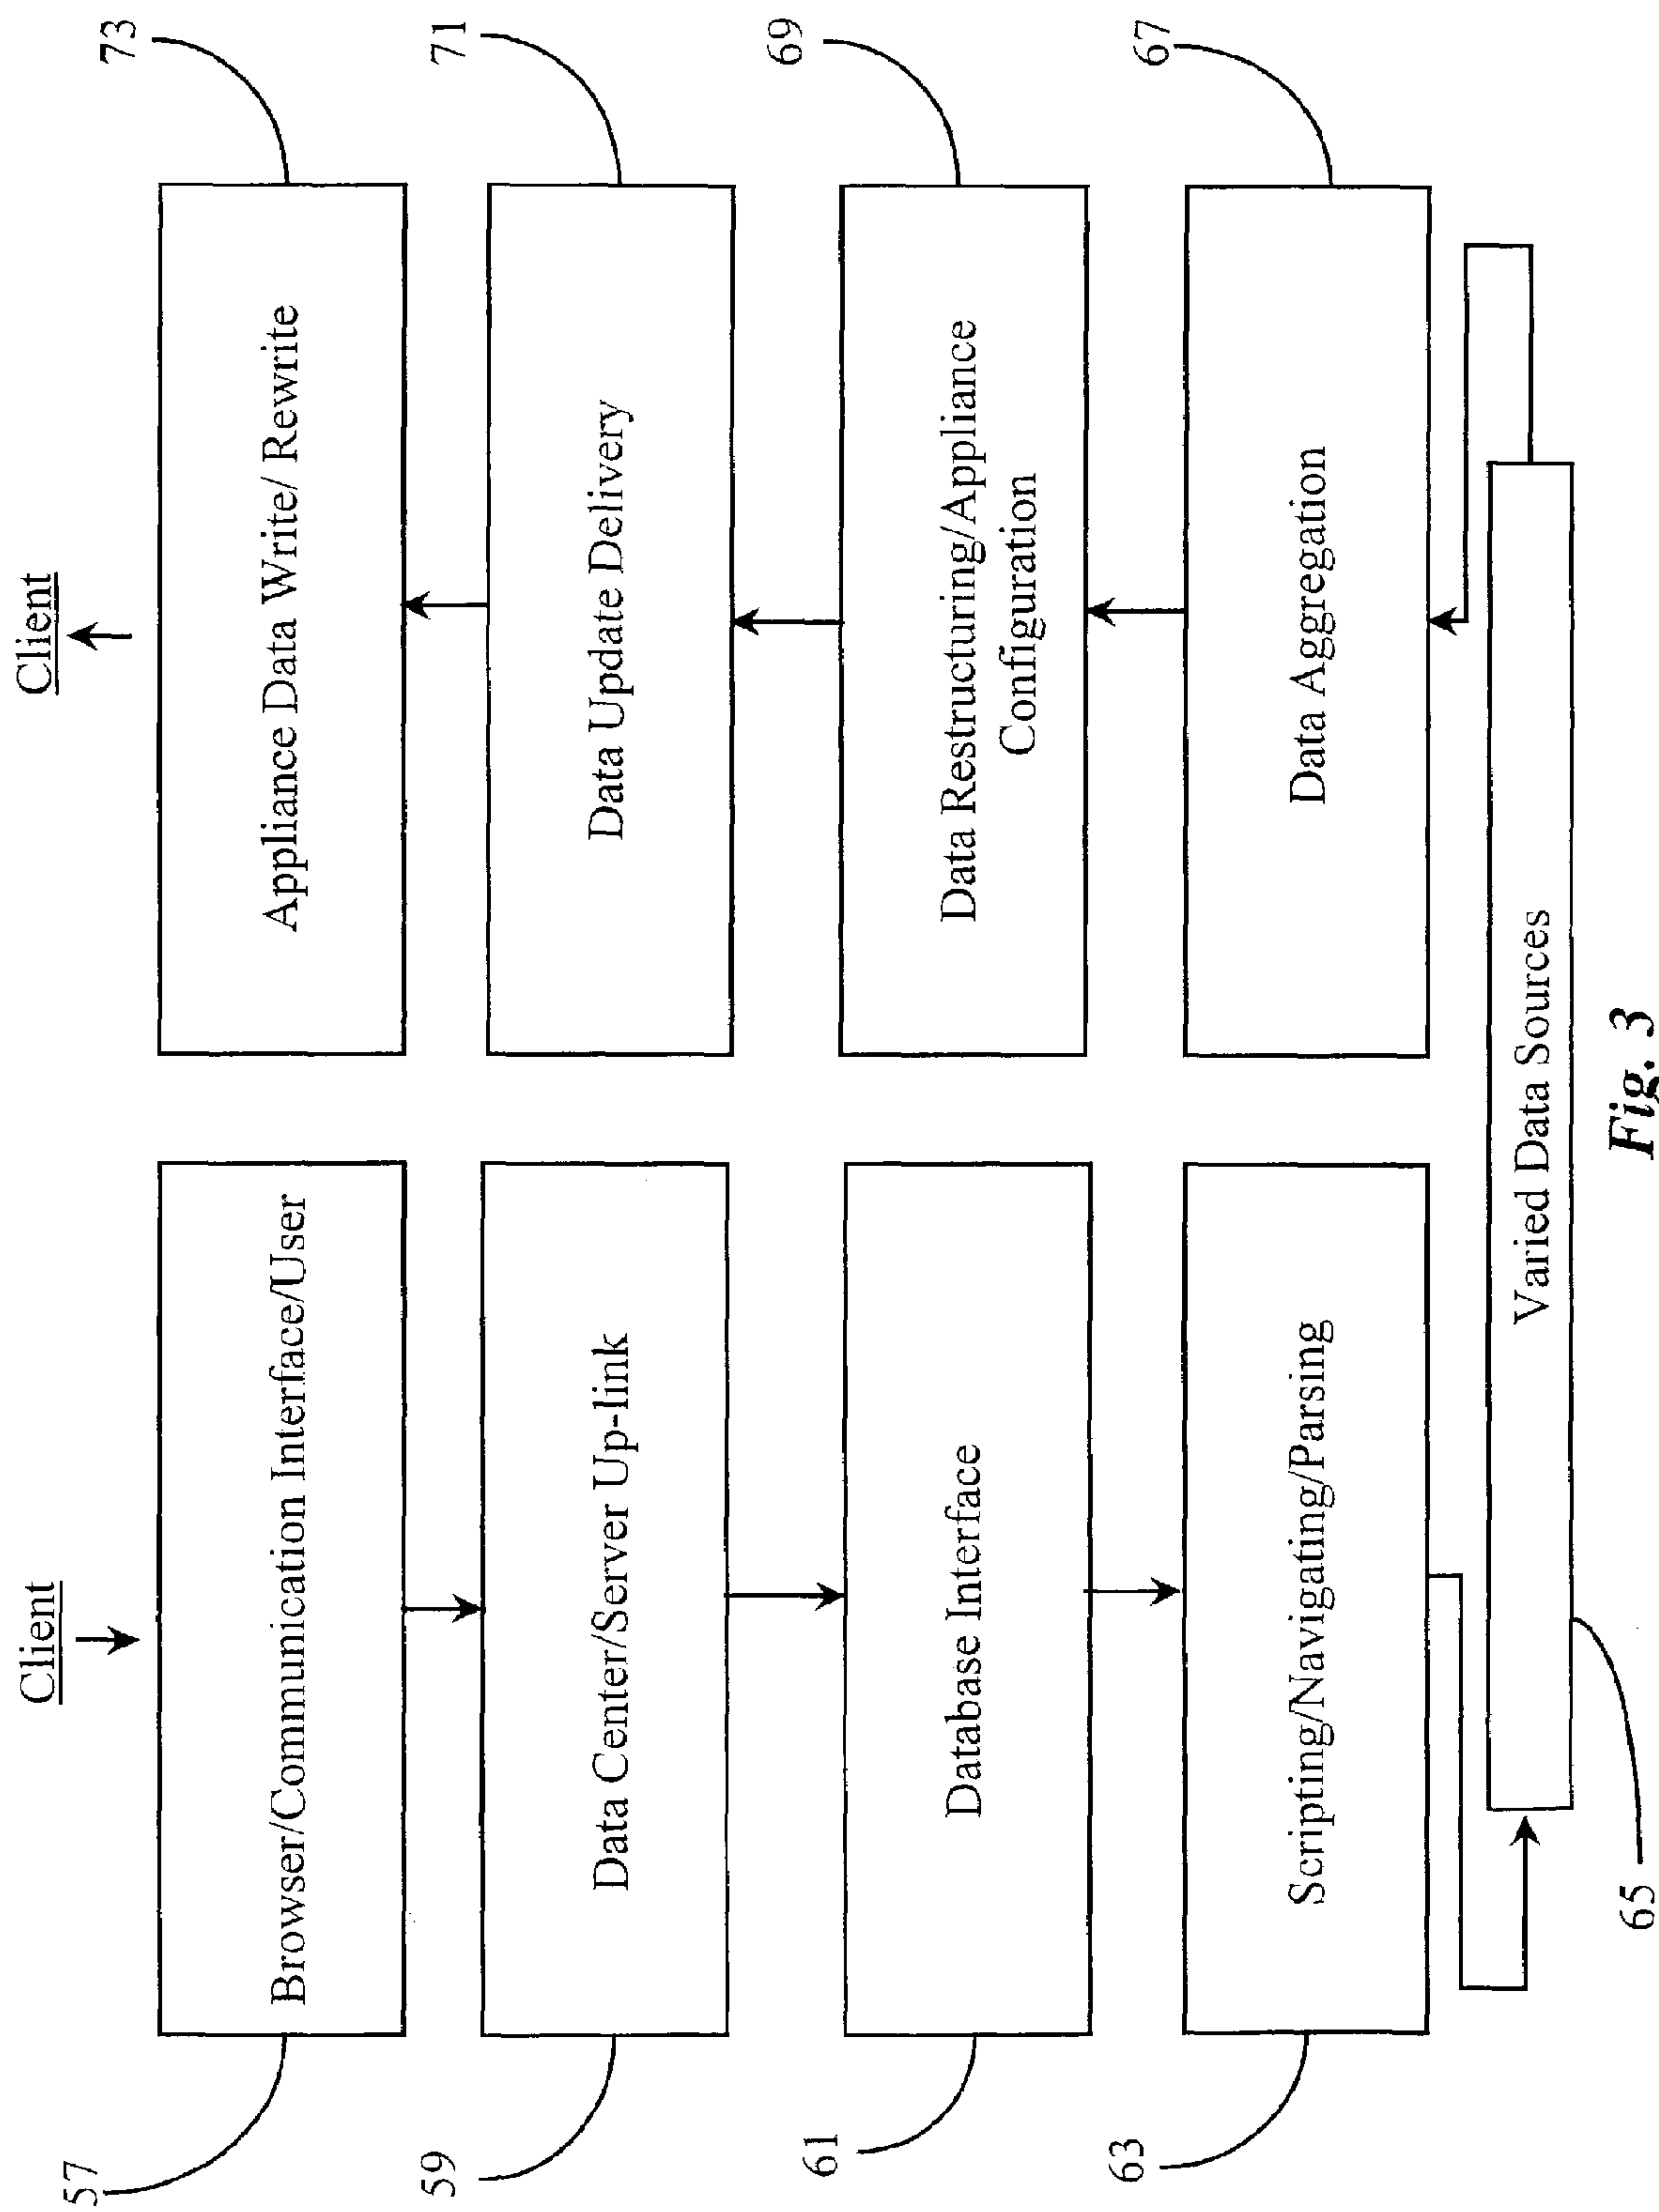 Client
57
Browser/Communication Interface/User
59
Data Center/Server Up-link
61
Database Interface
63
Scripting/Navigating/Parsing
65
Varied Data Sources
Client
73
Appliance Data Write/ Rewrite
71
Data Update Delivery
69
Data Restructuring/Appliance
Configuration
67
Data Aggregation
Fig. 3